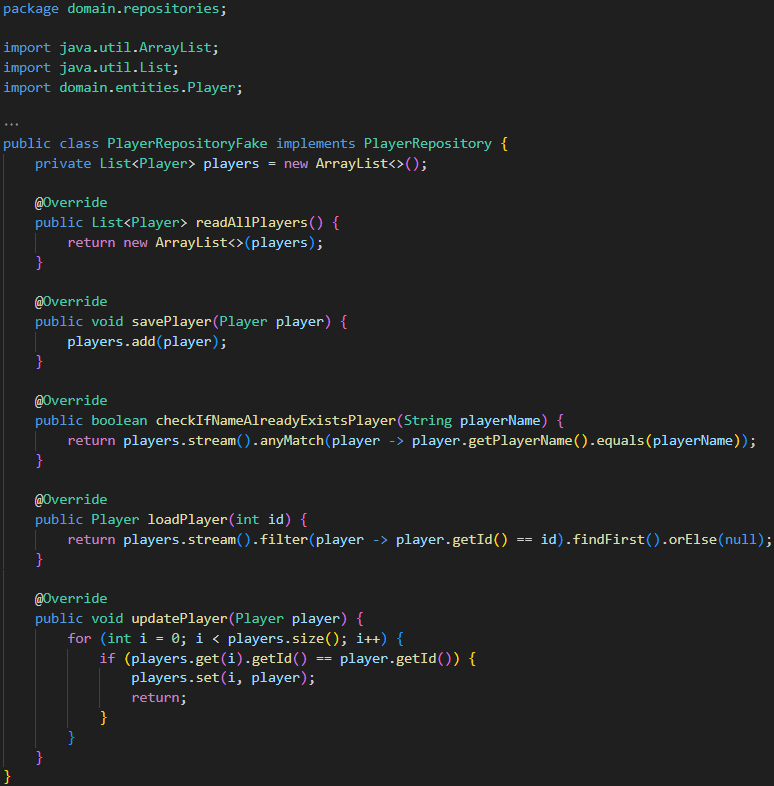 package domain.repositories;
import java.util.ArrayList;
import java.util.List;
import domain.entities.Player;
...
public class PlayerRepositoryFake implements PlayerRepository {
    private List<Player> players = new ArrayList<>();
    @Override
    public List<Player> readAllPlayers() {
        return new ArrayList<>(players);
    }
    @Override
    public void savePlayer(Player player) {
        players.add(player);
    }
    @Override
    public boolean checkIfNameAlreadyExistsPlayer(String playerName) {
        return players.stream().anyMatch(player -> player.getPlayerName().equals(playerName));
    }
    @Override
    public Player loadPlayer(int id) {
        return players.stream().filter(player -> player.getId() == id).findFirst().orElse(null);
    }
    @Override
    public void updatePlayer(Player player) {
        for (int i = 0; i < players.size(); i++) {
            if (players.get(i).getId() == player.getId()) {
                players.set(i, player);
                return;
            }
        }
    }
}